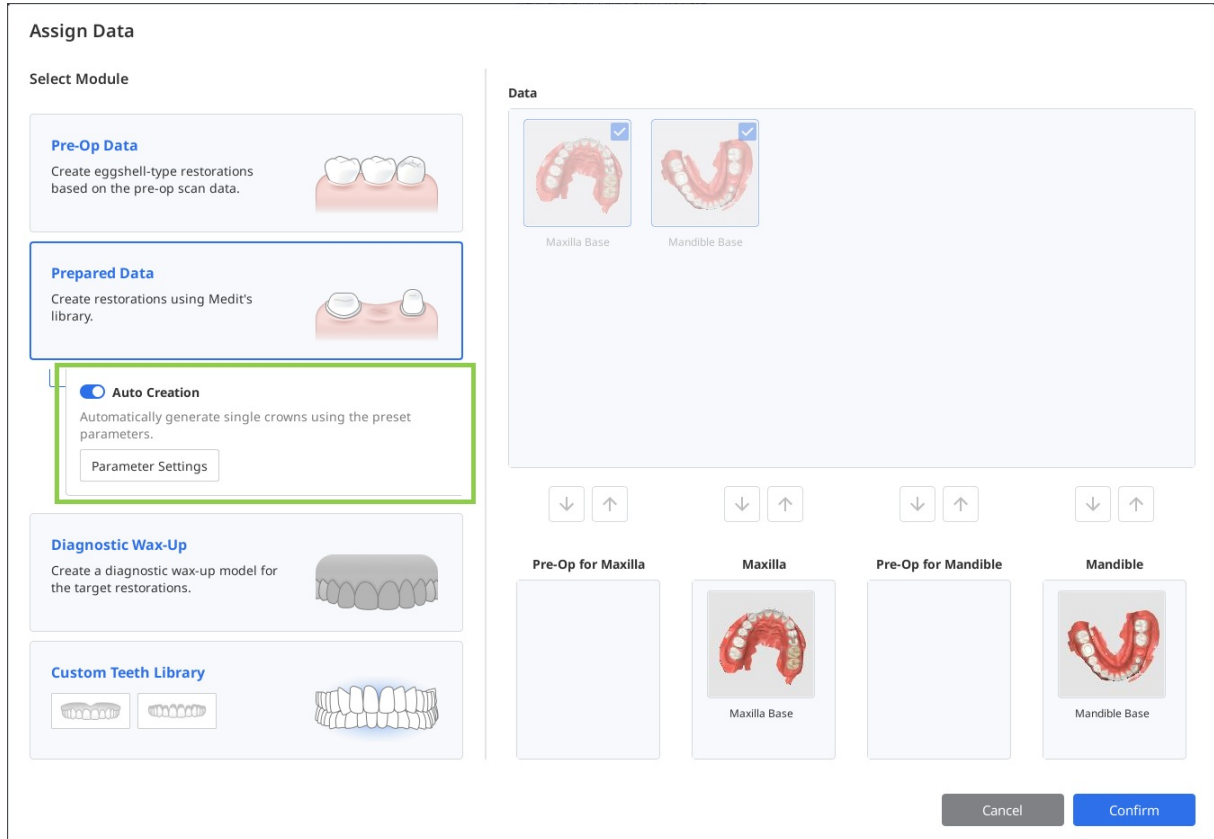 Assign Data
Select Module
Pre-Op Data
Create eggshell-type restorations
based on the pre-op scan data.
Prepared Data
Create restorations using Medit's
library.
Auto Creation
Automatically generate single crowns using the preset
parameters.
Parameter Settings
Diagnostic Wax-Up
Create a diagnostic wax-up model for
the target restorations.
Custom Teeth Library
Data
Maxilla Base
Mandible Base
Pre-Op for Maxilla
Maxilla
Pre-Op for Mandible
Mandible
Maxilla Base
Mandible Base
Cancel
Confirm